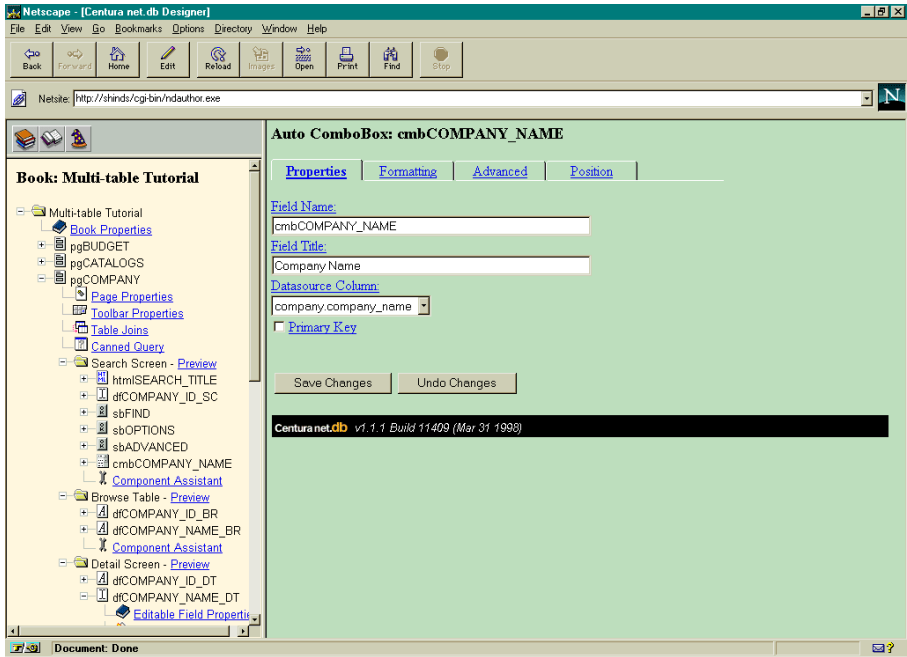 Netscape - [Centura net.db Designer]
File Edit View Go Bookmarks Options Directory Window Help
Back Forward Home Edit Reload Images Open Print Find Stop
Netsite: http://shinds/cgi-bin/ndauthor.exe
N
Book: Multi-table Tutorial
Multi-table Tutorial
Book Properties
pgBUDGET
pgCATALOGS
pgCOMPANY
Page Properties
Toolbar Properties
Table Joins
Canned Query
Search Screen - Preview
htmlSEARCH_TITLE
dfCOMPANY_ID_SC
sbFIND
sbOPTIONS
sbADVANCED
cmbCOMPANY_NAME
Component Assistant
Browse Table - Preview
dfCOMPANY_ID_BR
dfCOMPANY_NAME_BR
Component Assistant
Detail Screen - Preview
dfCOMPANY_ID_DT
dfCOMPANY_NAME_DT
Editable Field Propertie
Auto ComboBox: cmbCOMPANY_NAME
Properties Formatting Advanced Position
Field Name:
cmbCOMPANY_NAME
Field Title:
Company Name
Datasource Column:
company.company_name
Primary Key
Save Changes Undo Changes
Centura net.db v1.1.1 Build 11409 (Mar 31 1998)
Document: Done